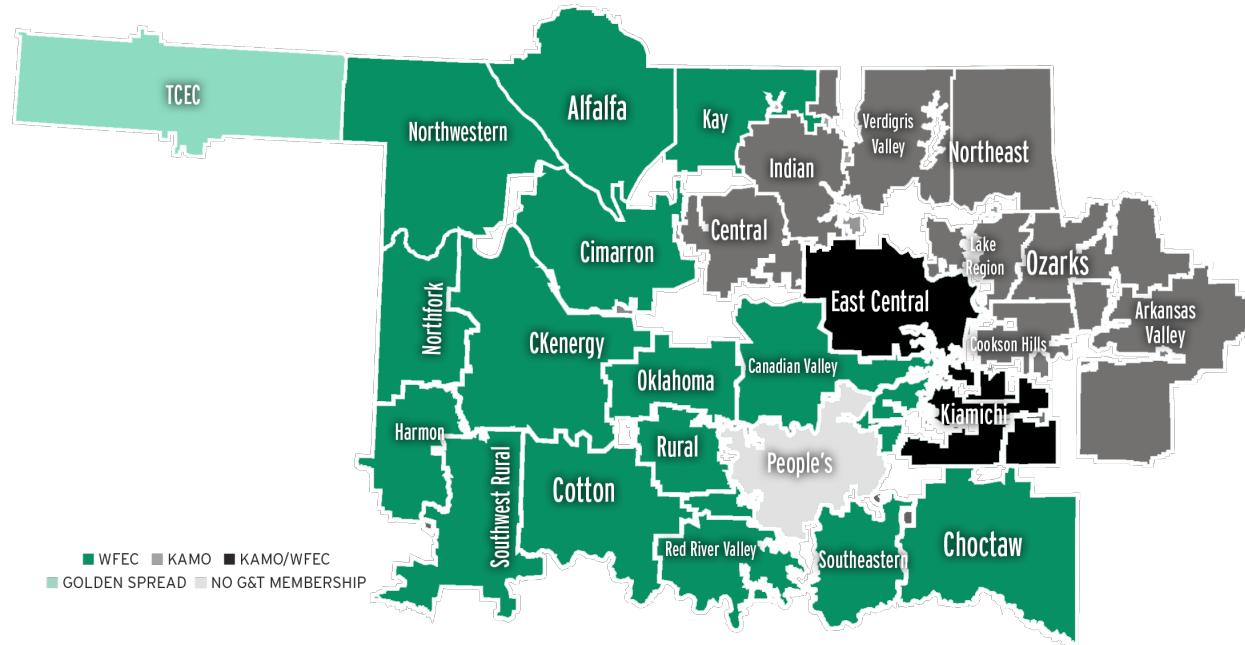 TCEC
Northwestern
Alfalfa
Kay
Verdigris
Valley
Northeast
Indian
Central
Cimarron
Lake
Region
Ozarks
East Central
Arkansas
Valley
Northfork
CKenergy
Cookson Hills
Oklahoma
Canadian Valley
Harmon
Rural
Kiamichi
People's
Southwest Rural
Cotton
Red River Valley
Southeastern
Choctaw
WFEC KAMO KAMO/WFEC
GOLDEN SPREAD NO G&T MEMBERSHIP